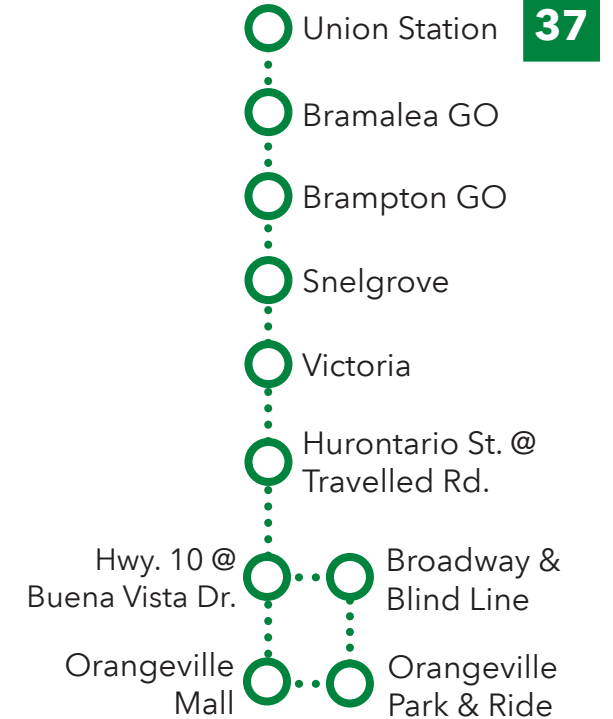 Union Station
37
Bramalea GO
Brampton GO
Snelgrove
Victoria
Hurontario St. @
Travelled Rd.
Hwy. 10 @
Buena Vista Dr.
Broadway &
Blind Line
Orangeville
Mall
Orangeville
Park & Ride